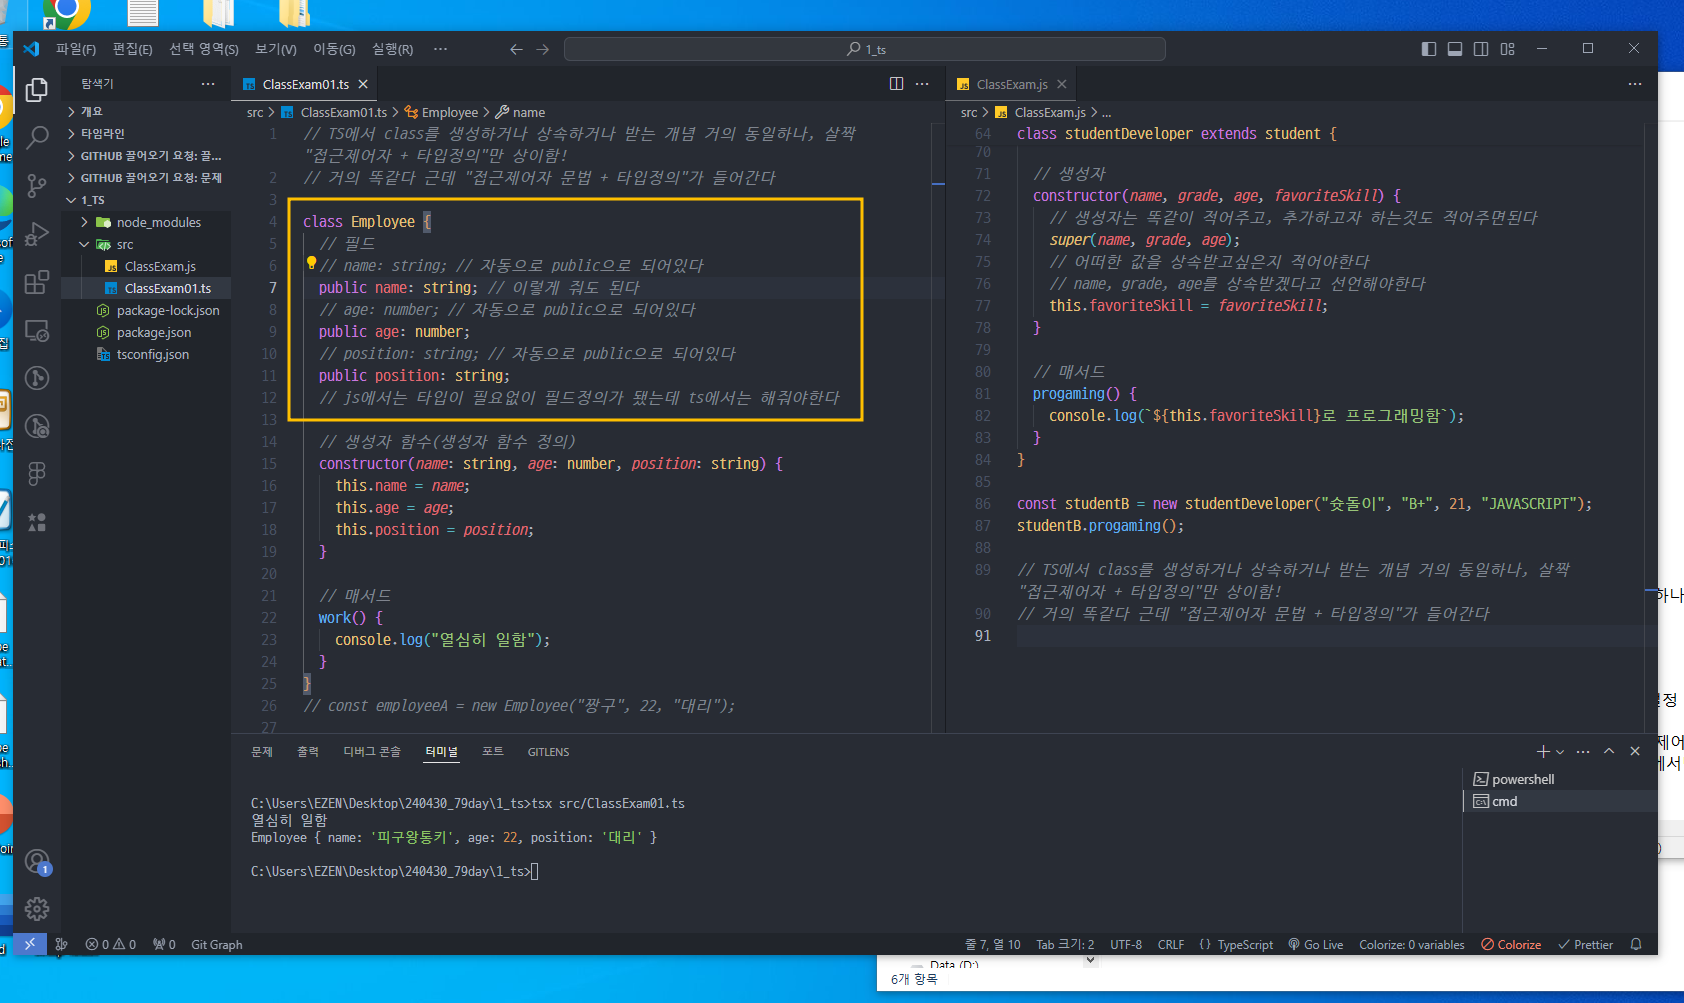 파일(F) 편집(E) 선택 영역(S) 보기(V) 이동(G) 실행(R) ··· 1_ts
탐색기 ···
개요
타임라인
GITHUB 끌어오기 요청: 끌...
GITHUB 끌어오기 요청: 문제
1_TS
node_modules
src
ClassExam.js
ClassExam01.ts
package-lock.json
package.json
tsconfig.json
ClassExam01.ts
src > ClassExam01.ts > Employee > name
1 // TS에서 class를 생성하거나 상속하거나 받는 개념 거의 동일하나, 살짝
"접근제어자 + 타입정의"만 상이함!
2 // 거의 똑같다 근데 "접근제어자 문법 + 타입정의"가 들어간다
3
4 class Employee {
5 // 필드
6 // name: string; // 자동으로 public으로 되어있다
7 public name: string; // 이렇게 줘도 된다
8 // age: number; // 자동으로 public으로 되어있다
9 public age: number;
10 // position: string; // 자동으로 public으로 되어있다
11 public position: string;
12 // js에서는 타입이 필요없이 필드정의가 됐는데 ts에서는 해줘야한다
13
14 // 생성자 함수(생성자 함수 정의)
15 constructor(name: string, age: number, position: string) {
16 this.name = name;
17 this.age = age;
18 this.position = position;
19 }
20
21 // 매서드
22 work() {
23 console.log("열심히 일함");
24 }
25 }
26 // const employeeA = new Employee("짱구", 22, "대리");
27
ClassExam.js
src > ClassExam.js > ...
64 class studentDeveloper extends student {
70
71 // 생성자
72 constructor(name, grade, age, favoriteSkill) {
73 // 생성자는 똑같이 적어주고, 추가하고자 하는것도 적어주면된다
74 super(name, grade, age);
75 // 어떠한 값을 상속받고싶은지 적어야한다
76 // name, grade, age를 상속받겠다고 선언해야한다
77 this.favoriteSkill = favoriteSkill;
78 }
79
80 // 매서드
81 progaming() {
82 console.log(`${this.favoriteSkill}로 프로그래밍함`);
83 }
84 }
85
86 const studentB = new studentDeveloper("슛돌이", "B+", 21, "JAVASCRIPT");
87 studentB.progaming();
88
89 // TS에서 class를 생성하거나 상속하거나 받는 개념 거의 동일하나, 살짝
"접근제어자 + 타입정의"만 상이함!
90 // 거의 똑같다 근데 "접근제어자 문법 + 타입정의"가 들어간다
91
문제 출력 디버그 콘솔 터미널 포트 GITLENS
C:\Users\EZEN\Desktop\240430_79day\1_ts>tsx src/ClassExam01.ts
열심히 일함
Employee { name: '피구왕통키', age: 22, position: '대리' }
C:\Users\EZEN\Desktop\240430_79day\1_ts>
powershell
cmd
1
0 0 0 Git Graph 줄 7, 열 10 Tab 크기: 2 UTF-8 CRLF { } TypeScript Go Live Colorize: 0 variables Colorize Prettier
Data (D:)
6개 항목